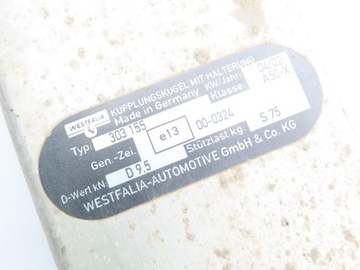 KUPPLUNGSKUGEL MIT HALTERUNG
WESTFALIA
Made in Germany
KW/Jahr: 04/02
Typ: 303 155
Klasse: A50-X
Gen.-Zei. e13 00-0324
D-Wert kN: D 9.5
Stützlast kg: S 75
WESTFALIA-AUTOMOTIVE GmbH & Co. KG